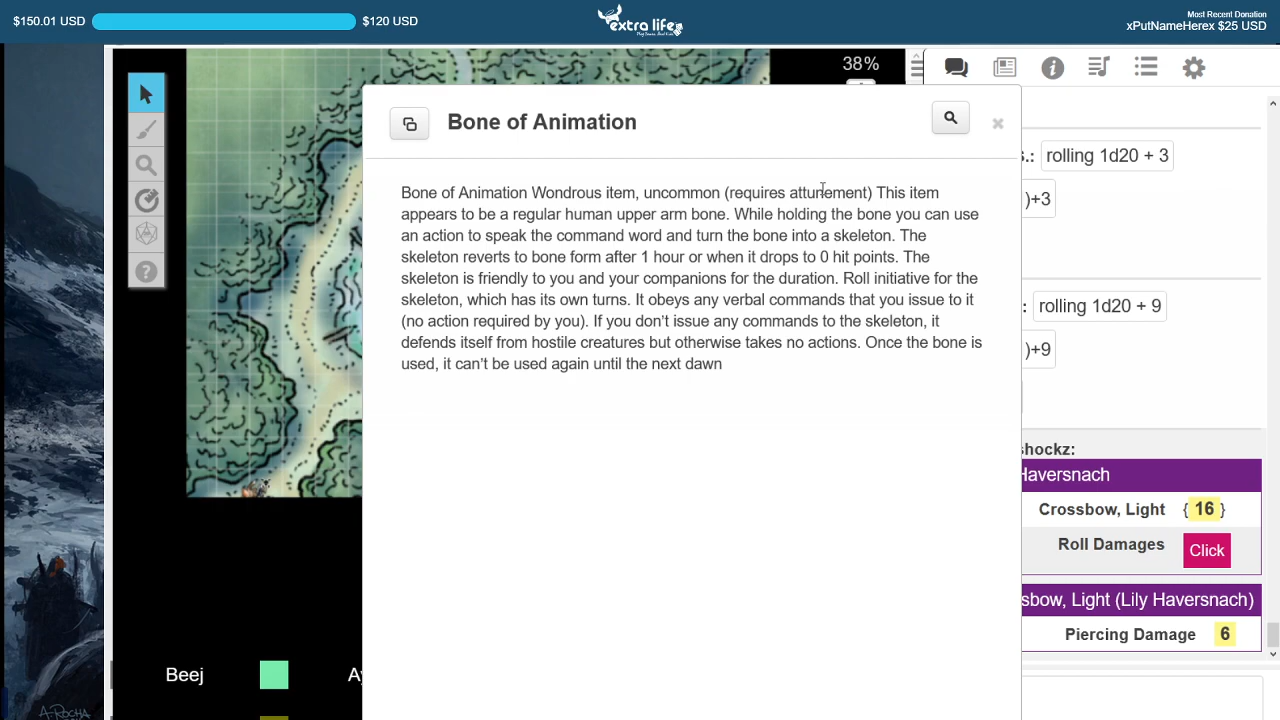 $150.01 USD
$120 USD
extra life
Play Games. Heal Kids.
Most Recent Donation
xPutNameHerex $25 USD
38%
Bone of Animation
Bone of Animation Wondrous item, uncommon (requires attunement) This item
appears to be a regular human upper arm bone. While holding the bone you can use
an action to speak the command word and turn the bone into a skeleton. The
skeleton reverts to bone form after 1 hour or when it drops to 0 hit points. The
skeleton is friendly to you and your companions for the duration. Roll initiative for the
skeleton, which has its own turns. It obeys any verbal commands that you issue to it
(no action required by you). If you don’t issue any commands to the skeleton, it
defends itself from hostile creatures but otherwise takes no actions. Once the bone is
used, it can’t be used again until the next dawn
s.: rolling 1d20 + 3
)+3
: rolling 1d20 + 9
)+9
shockz:
Haversnach
Crossbow, Light {16}
Roll Damages Click
sbow, Light (Lily Haversnach)
Piercing Damage 6
Beej
Ay
A. ROCHA